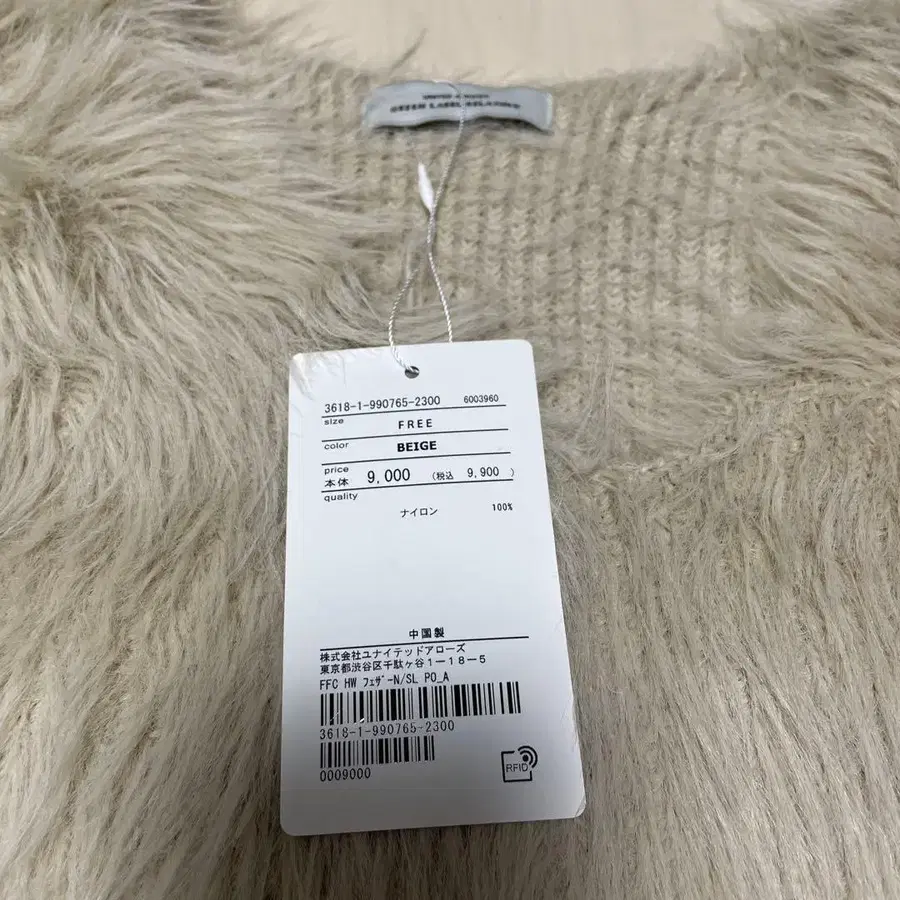 GREEN LABEL RELAXING
3618-1-990765-2300 6003960
size FREE
color BEIGE
price
本体 9,000 (税込 9,900 )
quality
ナイロン 100%
中国製
株式会社ユナイテッドアローズ
東京都渋谷区千駄ヶ谷1ー18-5
FFC HW フェザ-N/SL PO_A
3618-1-990765-2300
0009000
RFID